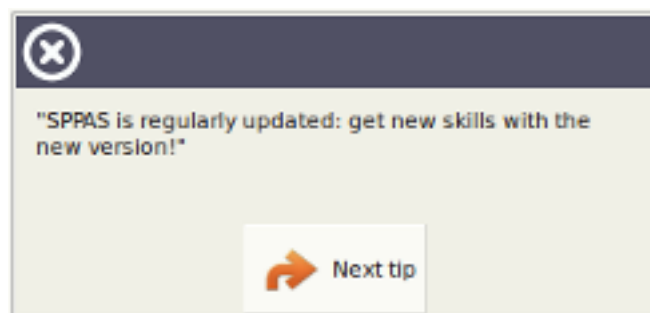 "SPPAS is regularly updated: get new skills with the
new version!"
Next tip